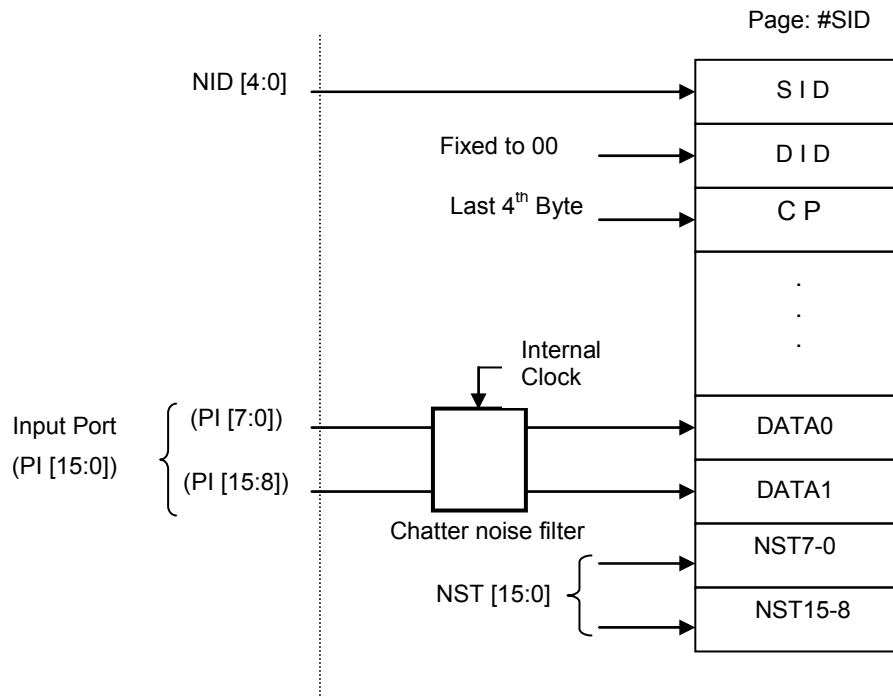 Page: #SID
NID [4:0]
S I D
Fixed to 00
D I D
Last 4th Byte
C P
.
.
.
Internal
Clock
Input Port
(PI [15:0])
(PI [7:0])
DATA0
(PI [15:8])
DATA1
Chatter noise filter
NST [15:0]
NST7-0
NST15-8